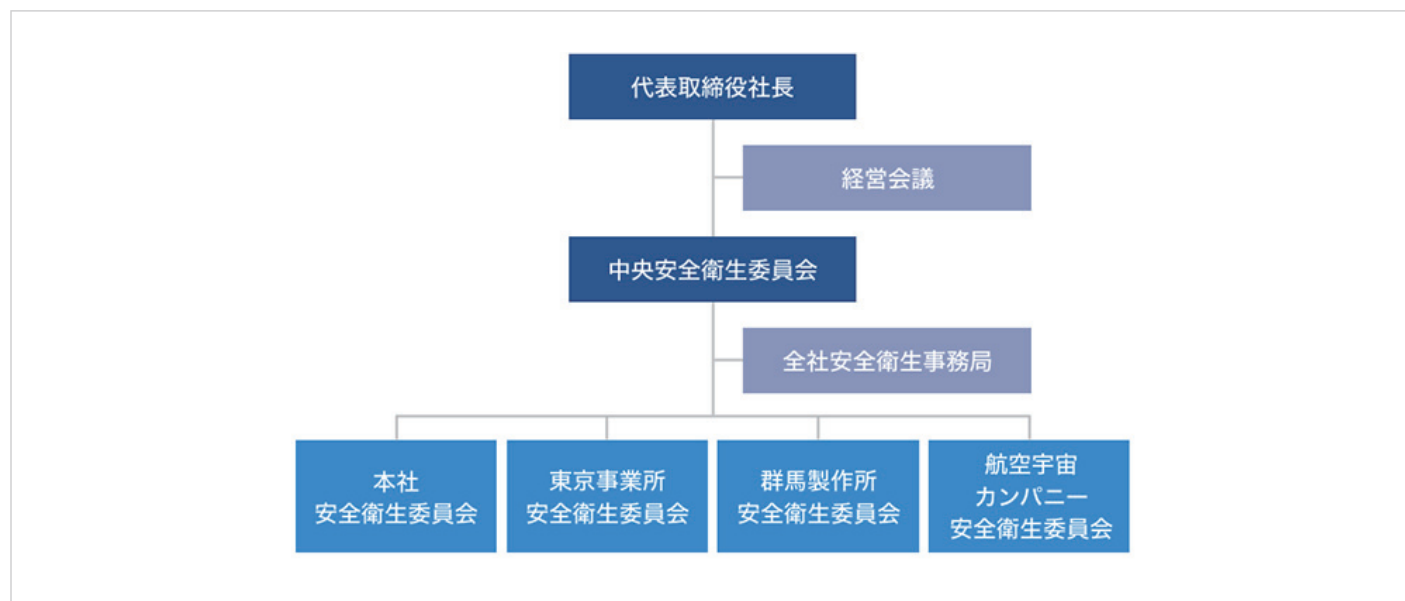 代表取締役社長
経営会議
中央安全衛生委員会
全社安全衛生事務局
本社
安全衛生委員会
東京事業所
安全衛生委員会
群馬製作所
安全衛生委員会
航空宇宙
カンパニー
安全衛生委員会